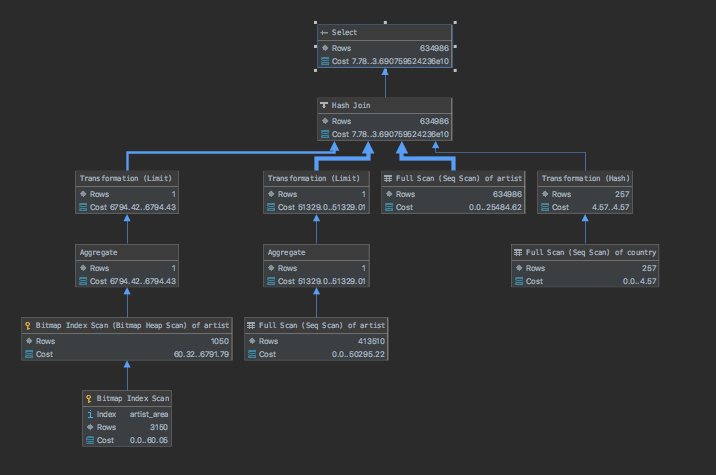 Select
Rows 634986
Cost 7.78..3.690759524236e10
Hash Join
Rows 634986
Cost 7.78..3.690759524236e10
Transformation (Limit)
Rows 1
Cost 6794.42..6794.43
Transformation (Limit)
Rows 1
Cost 51329.0..51329.01
Full Scan (Seq Scan) of artist
Rows 634986
Cost 0.0..25484.62
Transformation (Hash)
Rows 257
Cost 4.57..4.57
Aggregate
Rows 1
Cost 6794.42..6794.43
Aggregate
Rows 1
Cost 51329.0..51329.01
Full Scan (Seq Scan) of country
Rows 257
Cost 0.0..4.57
Bitmap Index Scan (Bitmap Heap Scan) of artist
Rows 1050
Cost 60.32..6791.79
Full Scan (Seq Scan) of artist
Rows 413510
Cost 0.0..50295.22
Bitmap Index Scan
Index artist_area
Rows 3150
Cost 0.0..60.05